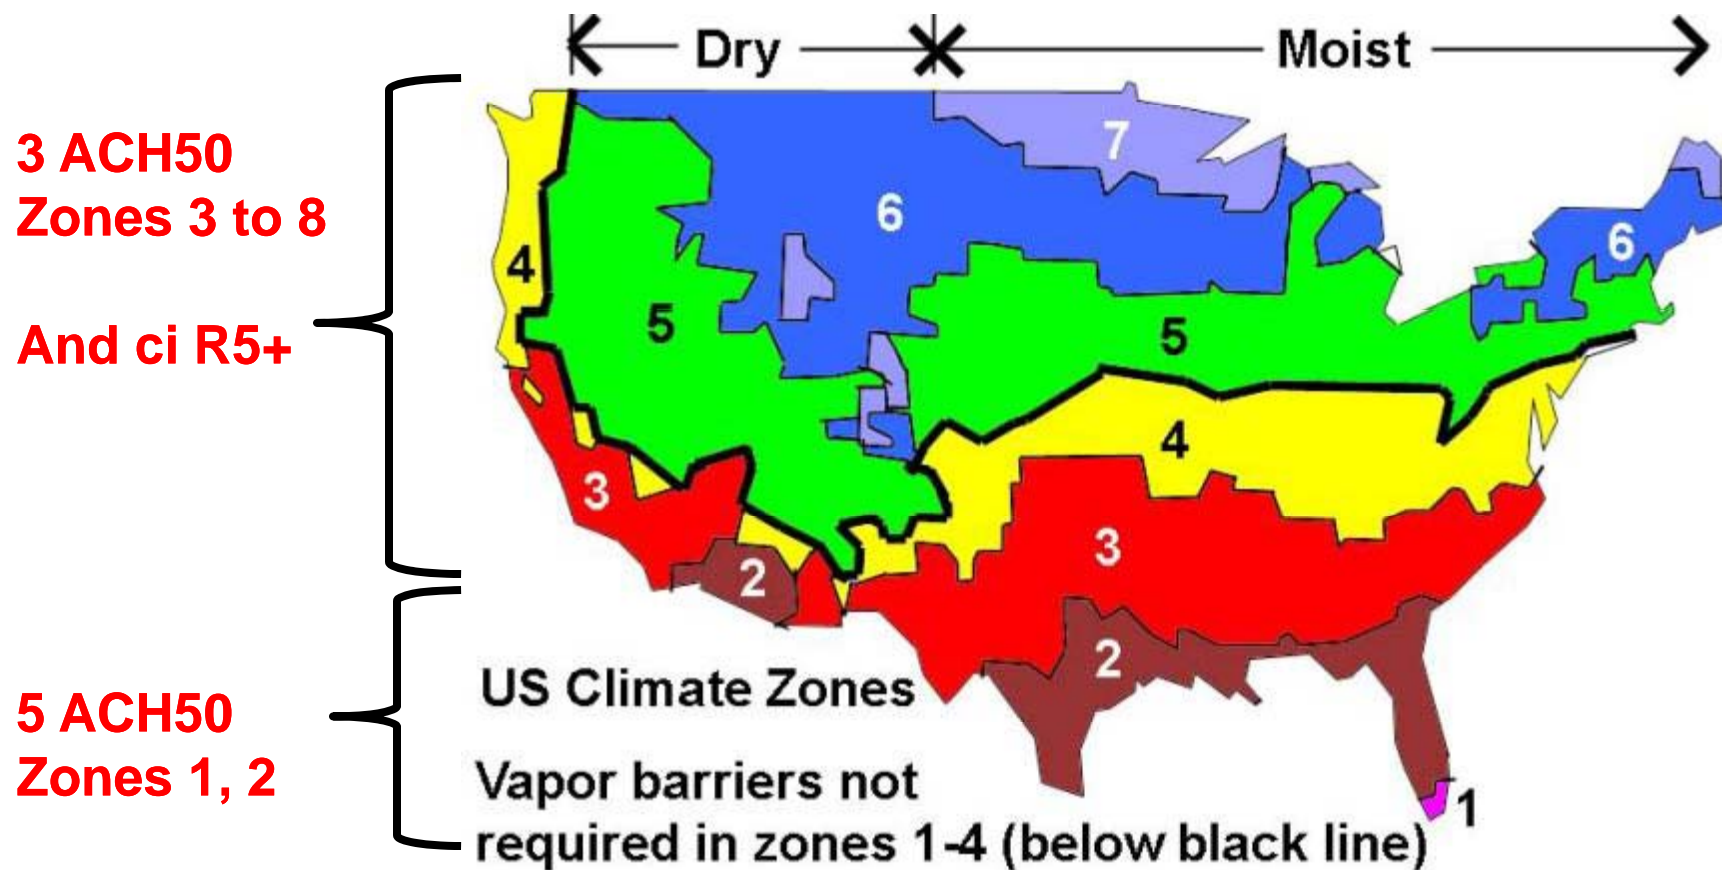 Dry
Moist
3 ACH50
Zones 3 to 8
And ci R5+
7
6
6
4
5
5
4
3
3
2
2
1
US Climate Zones
5 ACH50
Zones 1, 2
Vapor barriers not
required in zones 1-4 (below black line)